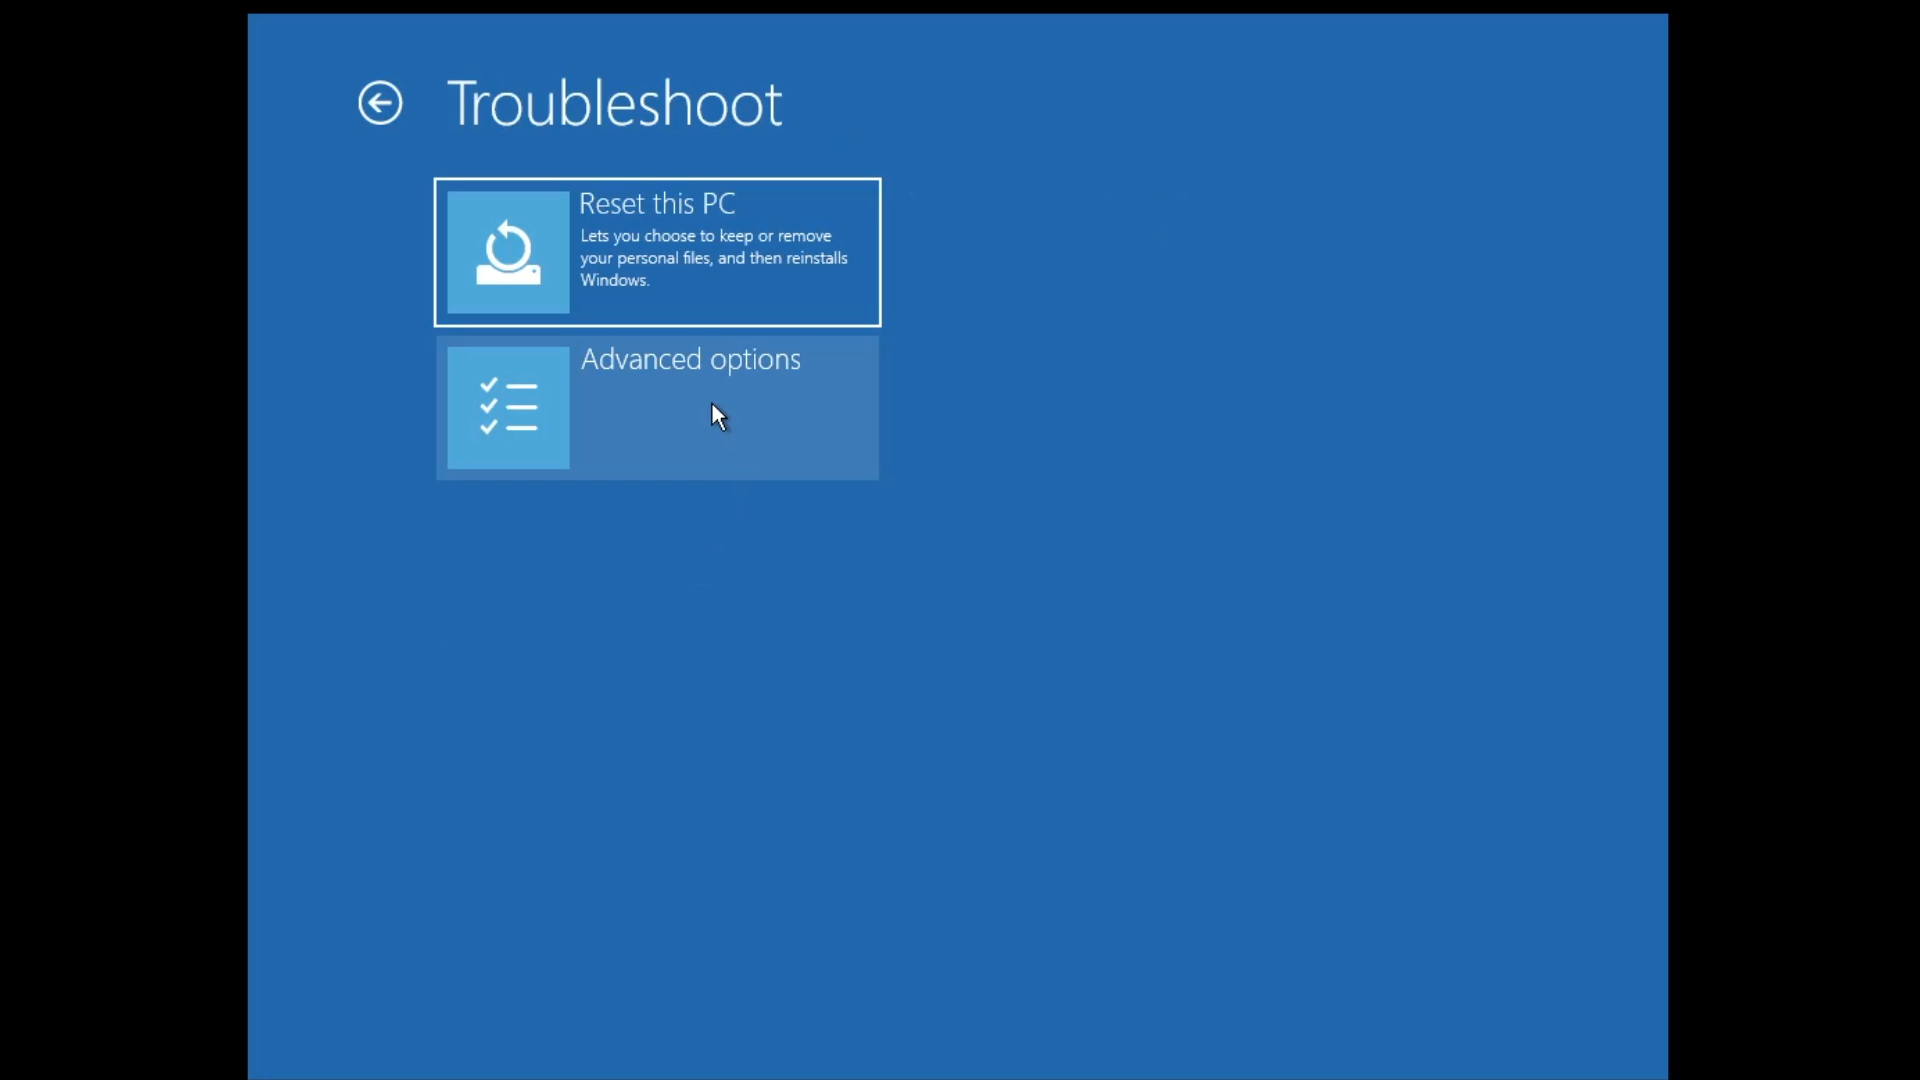 Troubleshoot
Reset this PC
Lets you choose to keep or remove
your personal files, and then reinstalls
Windows.
Advanced options